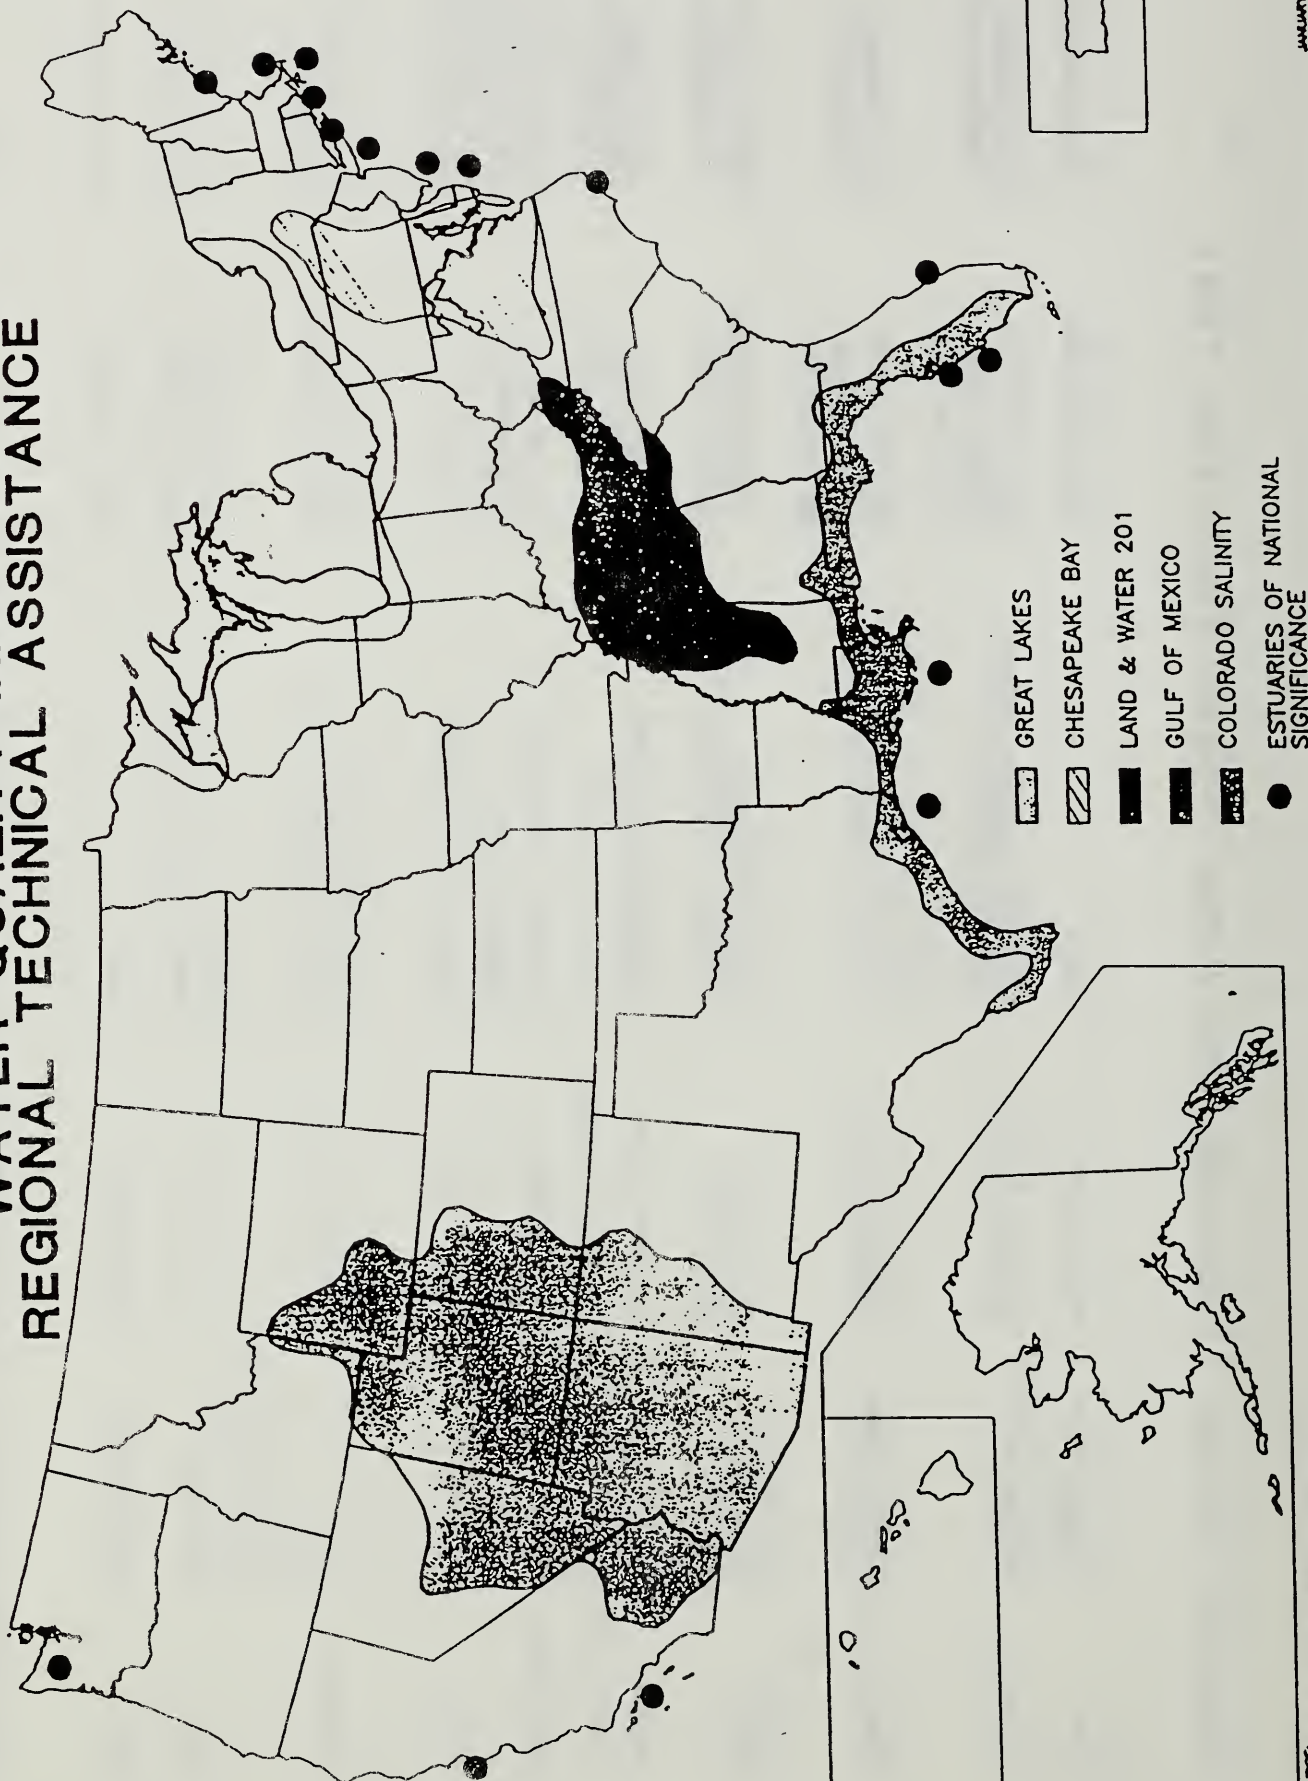 REGIONAL TECHNICAL ASSISTANCE
GREAT LAKES
CHESAPEAKE BAY
LAND & WATER 201
GULF OF MEXICO
COLORADO SALINITY
ESTUARIES OF NATIONAL
SIGNIFICANCE